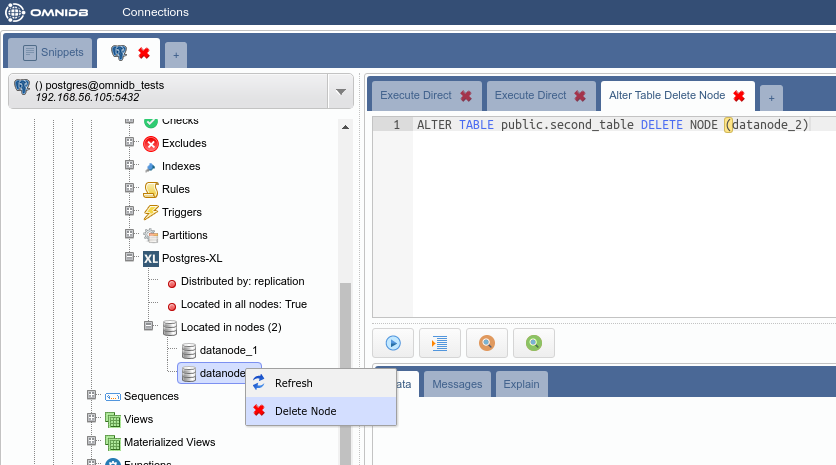 OMNIDB Connections
Snippets +
() postgres@omnidb_tests
192.168.56.105:5432
Checks
Excludes
Indexes
Rules
Triggers
Partitions
XL Postgres-XL
Distributed by: replication
Located in all nodes: True
Located in nodes (2)
datanode_1
datanode
Refresh
Delete Node
Sequences
Views
Materialized Views
Functions
Execute Direct Execute Direct Alter Table Delete Node +
1 ALTER TABLE public.second_table DELETE NODE (datanode_2)
ata Messages Explain